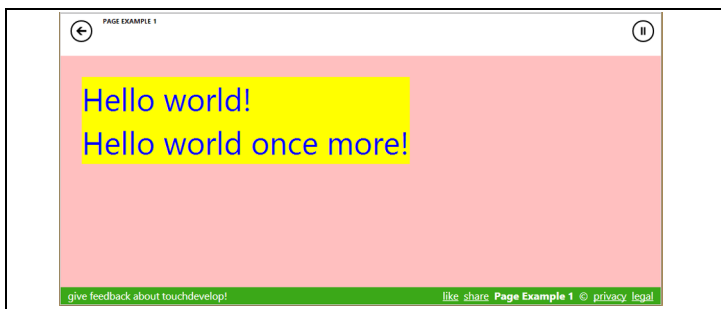 PAGE EXAMPLE 1
Hello world!
Hello world once more!
give feedback about touchdevelop! like share Page Example 1 © privacy legal